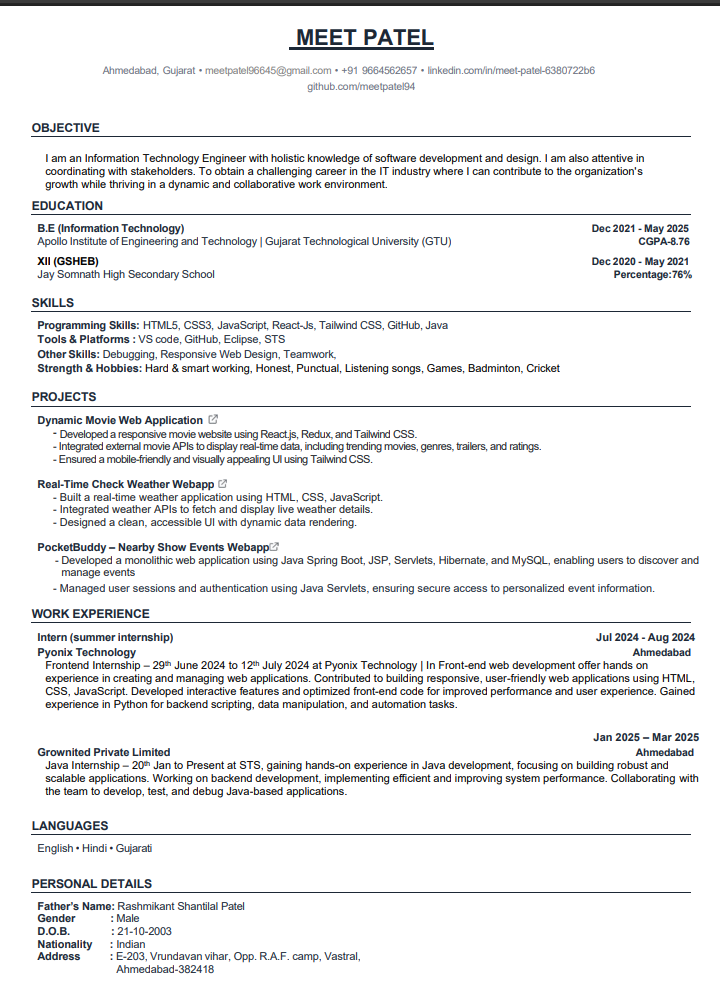 MEET PATEL
Ahmedabad, Gujarat • meetpatel96645@gmail.com • +91 9664562657 • linkedin.com/in/meet-patel-6380722b6
github.com/meetpatel94
OBJECTIVE
I am an Information Technology Engineer with holistic knowledge of software development and design. I am also attentive in
coordinating with stakeholders. To obtain a challenging career in the IT industry where I can contribute to the organization's
growth while thriving in a dynamic and collaborative work environment.
EDUCATION
B.E (Information Technology) Dec 2021 - May 2025
Apollo Institute of Engineering and Technology | Gujarat Technological University (GTU) CGPA-8.76
XII (GSHEB) Dec 2020 - May 2021
Jay Somnath High Secondary School Percentage:76%
SKILLS
Programming Skills: HTML5, CSS3, JavaScript, React-Js, Tailwind CSS, GitHub, Java
Tools & Platforms : VS code, GitHub, Eclipse, STS
Other Skills: Debugging, Responsive Web Design, Teamwork,
Strength & Hobbies: Hard & smart working, Honest, Punctual, Listening songs, Games, Badminton, Cricket
PROJECTS
Dynamic Movie Web Application
- Developed a responsive movie website using React.js, Redux, and Tailwind CSS.
- Integrated external movie APIs to display real-time data, including trending movies, genres, trailers, and ratings.
- Ensured a mobile-friendly and visually appealing UI using Tailwind CSS.
Real-Time Check Weather Webapp
- Built a real-time weather application using HTML, CSS, JavaScript.
- Integrated weather APIs to fetch and display live weather details.
- Designed a clean, accessible UI with dynamic data rendering.
PocketBuddy – Nearby Show Events Webapp
- Developed a monolithic web application using Java Spring Boot, JSP, Servlets, Hibernate, and MySQL, enabling users to discover and
manage events
- Managed user sessions and authentication using Java Servlets, ensuring secure access to personalized event information.
WORK EXPERIENCE
Intern (summer internship) Jul 2024 - Aug 2024
Pyonix Technology Ahmedabad
Frontend Internship – 29th June 2024 to 12th July 2024 at Pyonix Technology | In Front-end web development offer hands on
experience in creating and managing web applications. Contributed to building responsive, user-friendly web applications using HTML,
CSS, JavaScript. Developed interactive features and optimized front-end code for improved performance and user experience. Gained
experience in Python for backend scripting, data manipulation, and automation tasks.
Jan 2025 – Mar 2025
Grownited Private Limited Ahmedabad
Java Internship – 20th Jan to Present at STS, gaining hands-on experience in Java development, focusing on building robust and
scalable applications. Working on backend development, implementing efficient and improving system performance. Collaborating with
the team to develop, test, and debug Java-based applications.
LANGUAGES
English • Hindi • Gujarati
PERSONAL DETAILS
Father's Name: Rashmikant Shantilal Patel
Gender : Male
D.O.B. : 21-10-2003
Nationality : Indian
Address : E-203, Vrundavan vihar, Opp. R.A.F. camp, Vastral,
Ahmedabad-382418